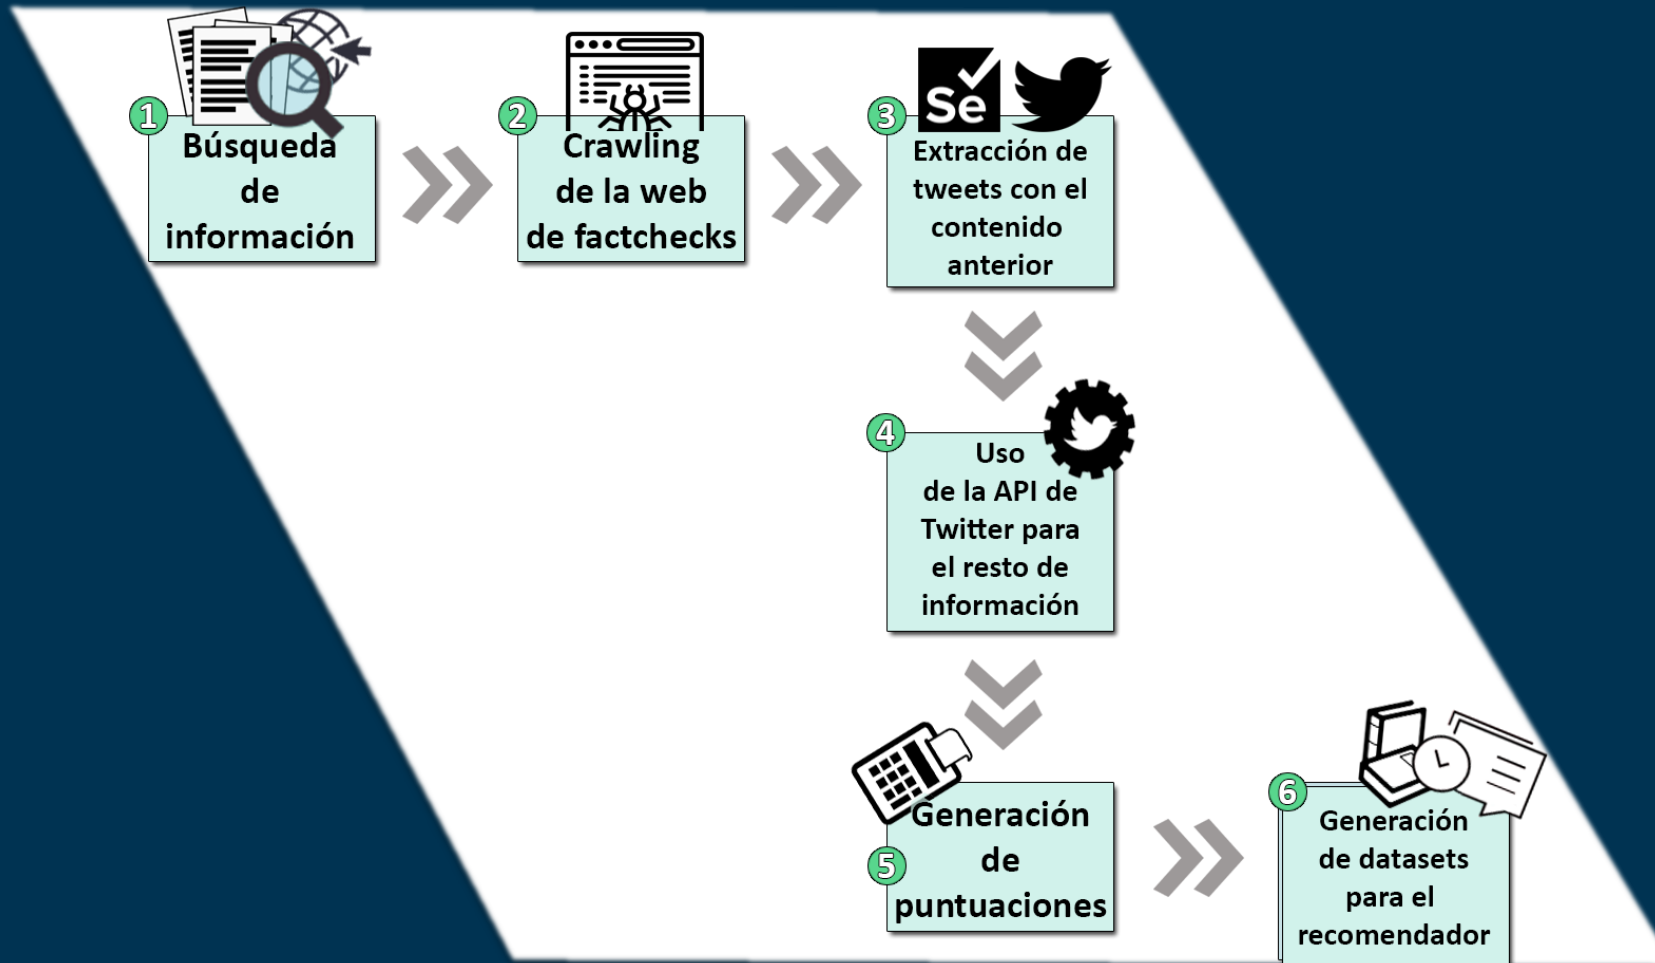 1
Búsqueda
de
información
2
Crawling
de la web
de factchecks
3
Se
Extracción de
tweets con el
contenido
anterior
4
Uso
de la API de
Twitter para
el resto de
información
5
Generación
de
puntuaciones
6
Generación
de datasets
para el
recomendador